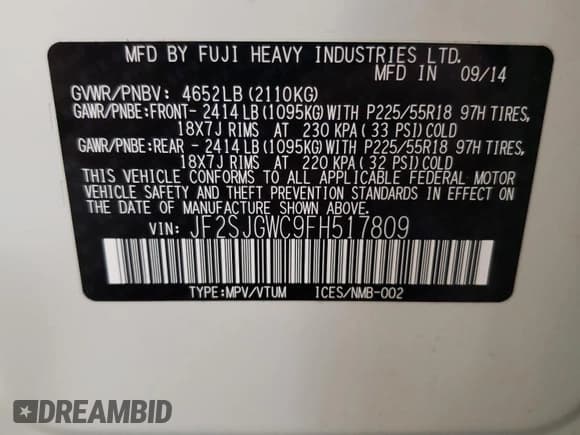 MFD BY FUJI HEAVY INDUSTRIES LTD.
MFD IN 09/14
GVWR/PNBV: 4652LB(2110KG)
GAWR/PNBE:FRONT- 2414LB(1095KG)WITH P225/55R18 97H TIRES,
18X7J RIMS AT 230 KPA(33 PSI)COLD
GAWR/PNBE:REAR - 2414LB(1095KG)WITH P225/55R18 97H TIRES,
18X7J RIMS AT 220 KPA(32 PSI)COLD
THIS VEHICLE CONFORMS TO ALL APPLICABLE FEDERAL MOTOR
VEHICLE SAFETY AND THEFT PREVENTION STANDARDS IN EFFECT ON
THE DATE OF MANUFACTURE SHOWN ABOVE.
VIN: JF2SJGWC9FH517809
TYPE:MPV/VTUM ICES/NMB-002
DREAMBID